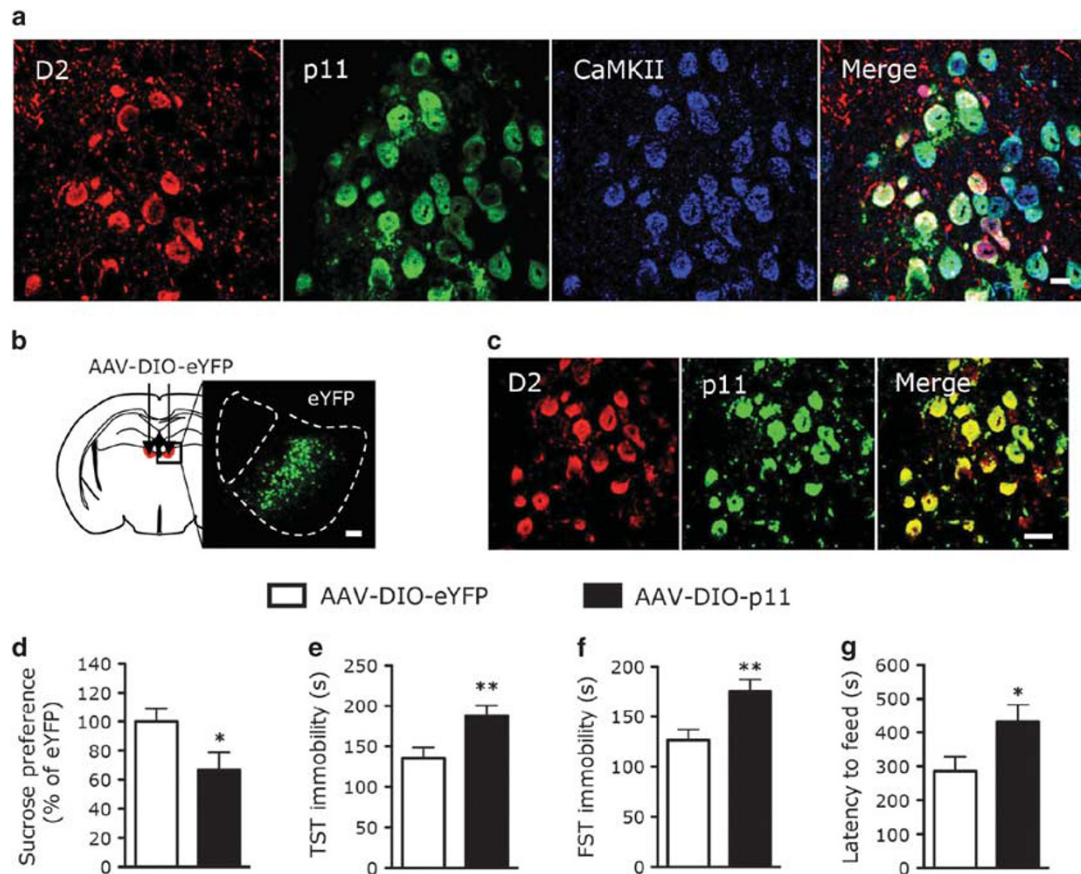 a
D2 p11 CaMKII Merge
b
AAV-DIO-eYFP
eYFP
c
D2 p11 Merge
AAV-DIO-eYFP AAV-DIO-p11
d
Sucrose preference
(% of eYFP)
140
120
100
80
60
40
20
0
*
e
TST immobility (s)
250
200
150
100
50
0
**
f
FST immobility (s)
200
150
100
50
0
**
g
Latency to feed (s)
600
500
400
300
200
100
0
*